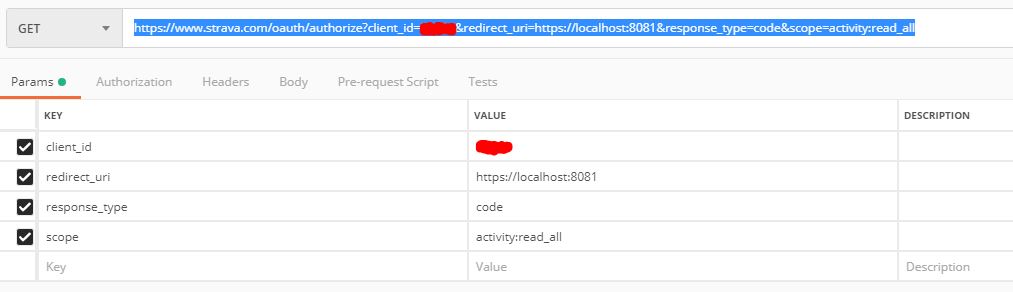 GET https://www.strava.com/oauth/authorize?client_id= &redirect_uri=https://localhost:8081&response_type=code&scope=activity:read_all
Params Authorization Headers Body Pre-request Script Tests
KEY VALUE DESCRIPTION
client_id
redirect_uri https://localhost:8081
response_type code
scope activity:read_all
Key Value Description